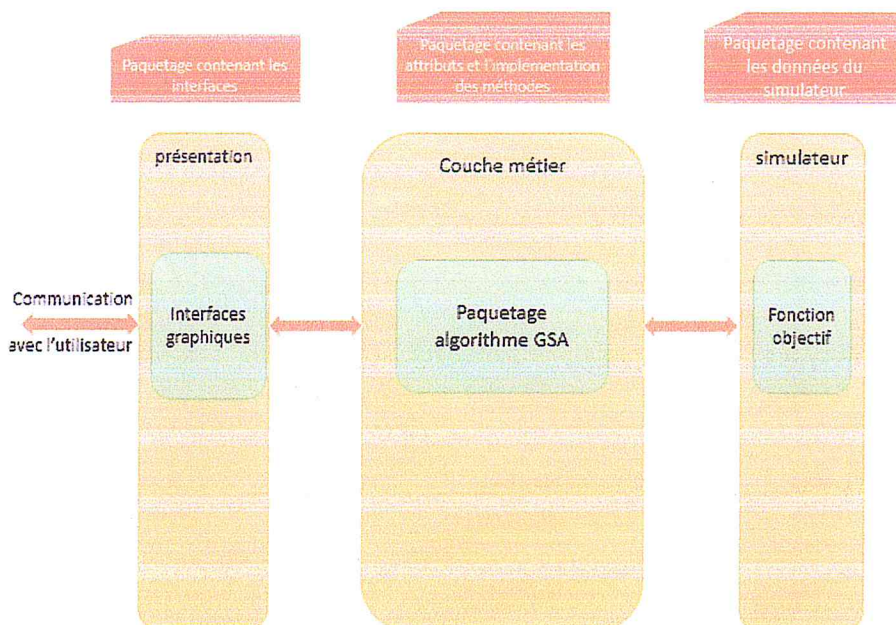 Paquetage contenant les
interfaces
Paquetage contenant les
attributs et l'implémentation
des méthodes
Paquetage contenant
les données du
simulateur
présentation
Couche métier
simulateur
Communication
avec l'utilisateur
Interfaces
graphiques
Paquetage
algorithme GSA
Fonction
objectif